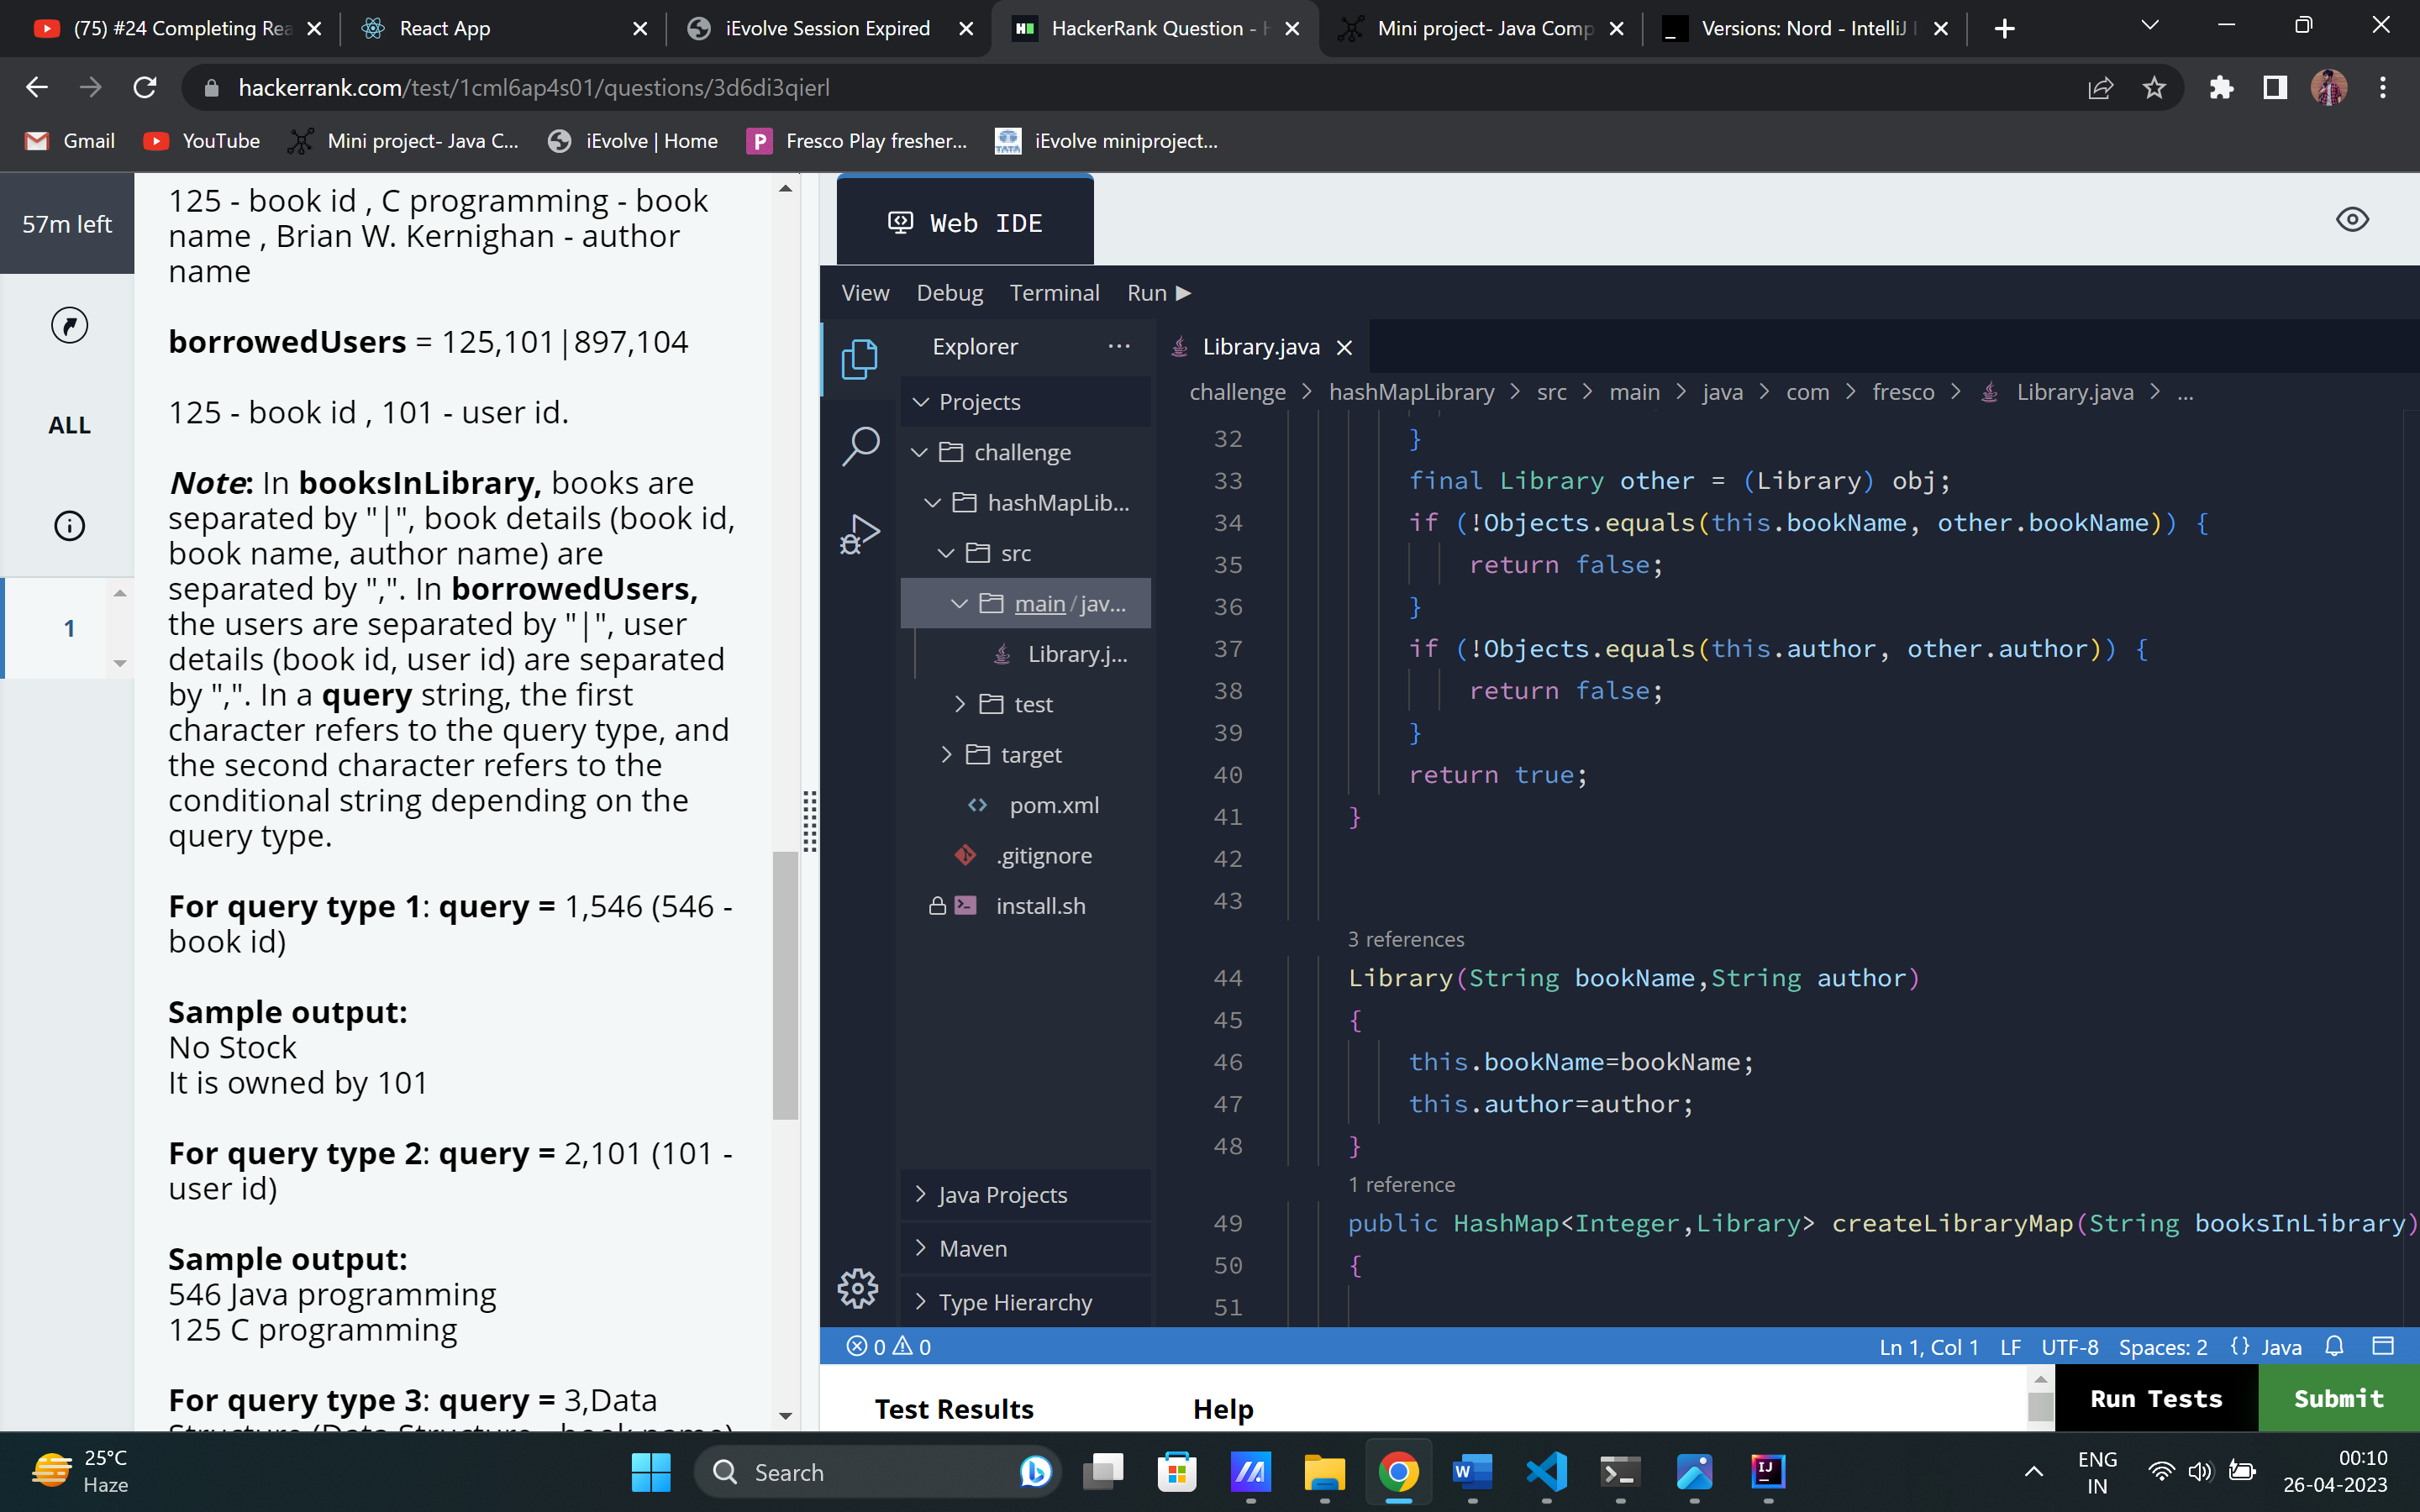 (75) #24 Completing Rea
React App
iEvolve Session Expired
HackerRank Question - H
Mini project- Java Comp
Versions: Nord - IntelliJ I
hackerrank.com/test/1cml6ap4s01/questions/3d6di3qierl
Gmail
YouTube
Mini project- Java C...
iEvolve | Home
Fresco Play fresher...
iEvolve miniproject...
57m left
ALL
1
125 - book id , C programming - book
name , Brian W. Kernighan - author
name
borrowedUsers = 125,101|897,104
125 - book id , 101 - user id.
Note: In booksInLibrary, books are
separated by "|", book details (book id,
book name, author name) are
separated by ",". In borrowedUsers,
the users are separated by "|", user
details (book id, user id) are separated
by ",". In a query string, the first
character refers to the query type, and
the second character refers to the
conditional string depending on the
query type.
For query type 1: query = 1,546 (546 -
book id)
Sample output:
No Stock
It is owned by 101
For query type 2: query = 2,101 (101 -
user id)
Sample output:
546 Java programming
125 C programming
For query type 3: query = 3,Data
Structure (Data Structure - book name)
Web IDE
View Debug Terminal Run
Explorer ...
Projects
challenge
hashMapLib...
src
main/jav...
Library.j...
test
target
pom.xml
.gitignore
install.sh
Java Projects
Maven
Type Hierarchy
Library.java
challenge > hashMapLibrary > src > main > java > com > fresco > Library.java > ...
32 }
33 final Library other = (Library) obj;
34 if (!Objects.equals(this.bookName, other.bookName)) {
35 return false;
36 }
37 if (!Objects.equals(this.author, other.author)) {
38 return false;
39 }
40 return true;
41 }
42
43
3 references
44 Library(String bookName,String author)
45 {
46 this.bookName=bookName;
47 this.author=author;
48 }
1 reference
49 public HashMap<Integer,Library> createLibraryMap(String booksInLibrary)
50 {
51
0 0
Ln 1, Col 1 LF UTF-8 Spaces: 2 {} Java
Test Results
Help
Run Tests
Submit
25°C
Haze
Search
ENG
IN
00:10
26-04-2023